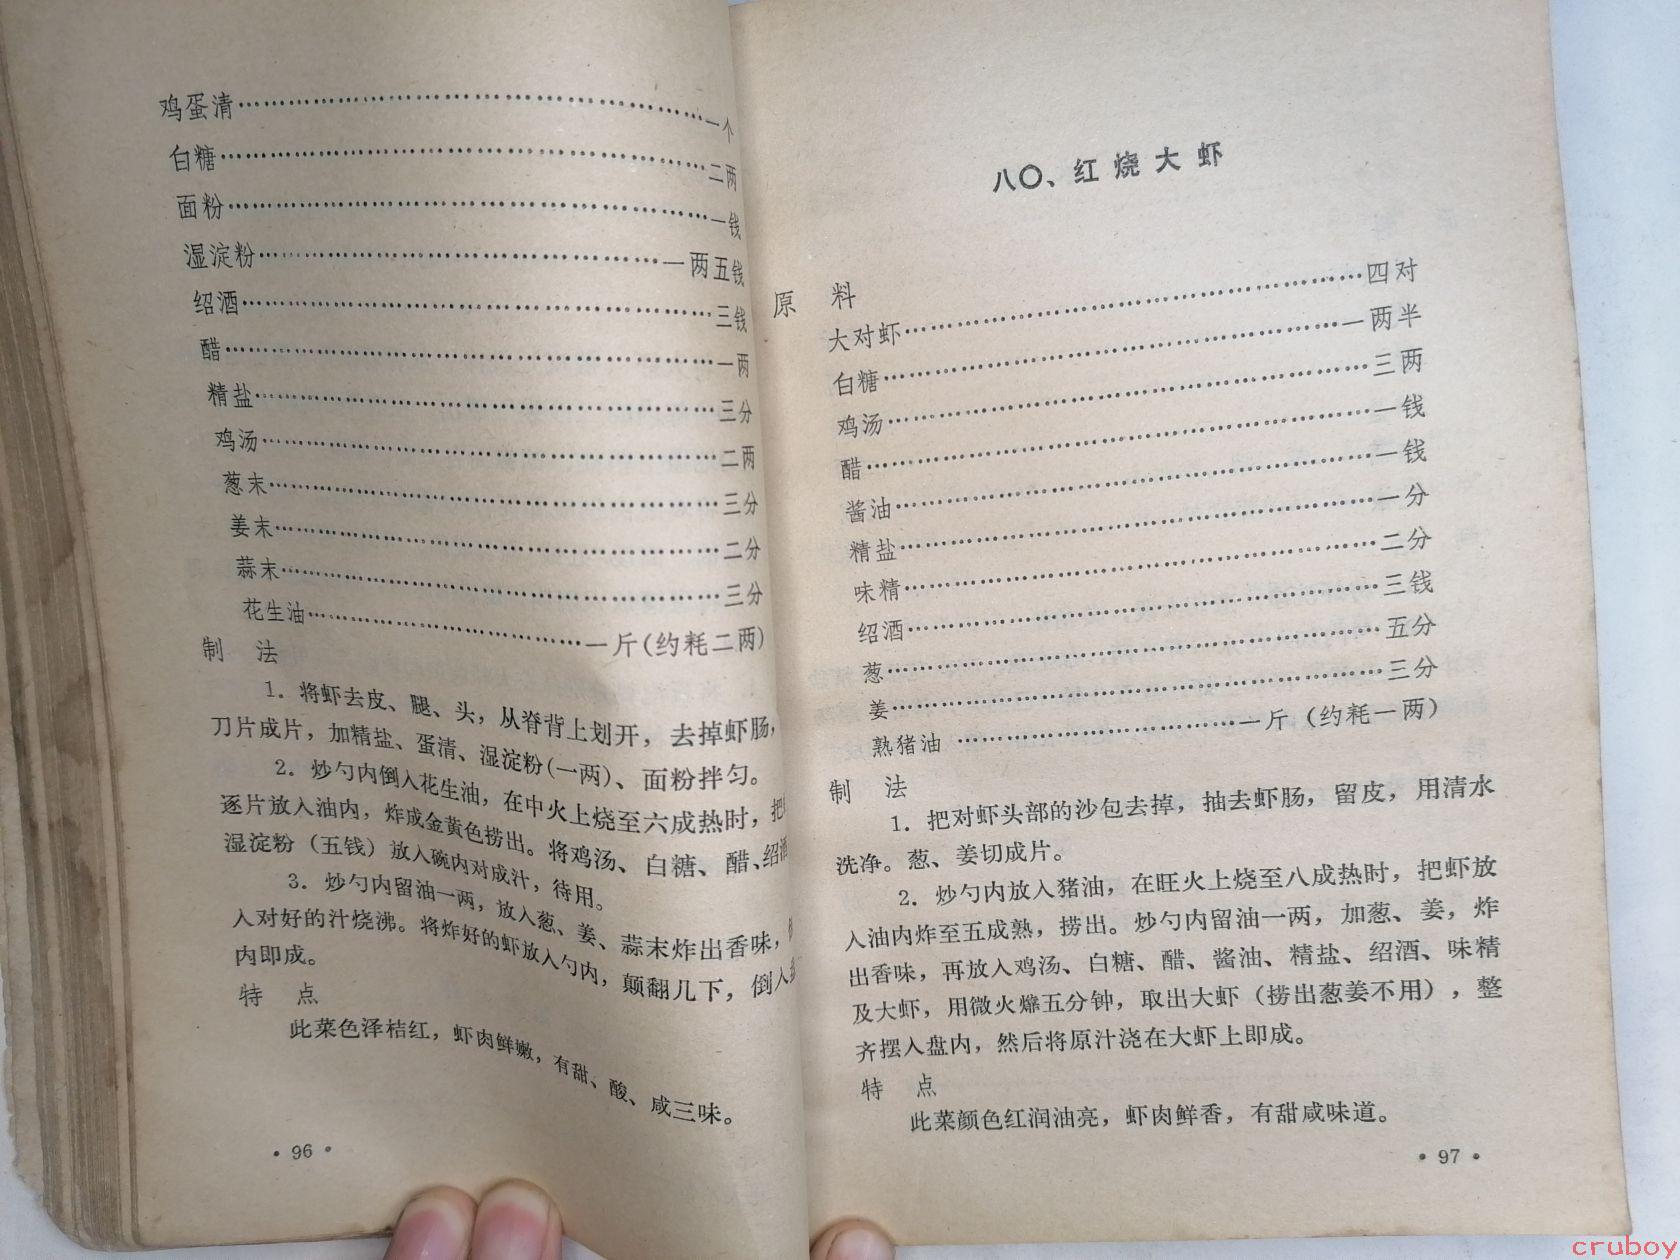 鸡蛋清……………………………………一个
白糖……………………………………二两
面粉……………………………………一钱
湿淀粉……………………………………一两五钱
绍酒……………………………………三钱
醋……………………………………一两
精盐……………………………………三分
鸡汤……………………………………二两
葱末……………………………………三分
姜末……………………………………二分
蒜末……………………………………三分
花生油……………………………………一斤(约耗二两)
制　法
1. 将虾去皮、腿、头，从脊背上划开，去掉虾肠，
刀片成片，加精盐、蛋清、湿淀粉(一两)、面粉拌匀。
2. 炒勺内倒入花生油，在中火上烧至六成热时，把
逐片放入油内，炸成金黄色捞出。将鸡汤、白糖、醋、绍酒
湿淀粉（五钱）放入碗内对成汁，待用。
3. 炒勺内留油一两，放入葱、姜、蒜末炸出香味，
入对好的汁烧沸。将炸好的虾放入勺内，颠翻几下，倒入
内即成。
特　点
此菜色泽桔红，虾肉鲜嫩，有甜、酸、咸三味。
• 96 •
八〇、红烧大虾
原　料
大对虾……………………………………四对
白糖……………………………………一两半
鸡汤……………………………………三两
醋……………………………………一钱
酱油……………………………………一钱
精盐……………………………………一分
味精……………………………………二分
绍酒……………………………………三钱
葱……………………………………五分
姜……………………………………三分
熟猪油……………………………………一斤（约耗一两）
制　法
1. 把对虾头部的沙包去掉，抽去虾肠，留皮，用清水
洗净。葱、姜切成片。
2. 炒勺内放入猪油，在旺火上烧至八成热时，把虾放
入油内炸至五成熟，捞出。炒勺内留油一两，加葱、姜，炸
出香味，再放入鸡汤、白糖、醋、酱油、精盐、绍酒、味精
及大虾，用微火㸆五分钟，取出大虾（捞出葱姜不用），整
齐摆入盘内，然后将原汁浇在大虾上即成。
特　点
此菜颜色红润油亮，虾肉鲜香，有甜咸味道。
• 97 •
cruboy